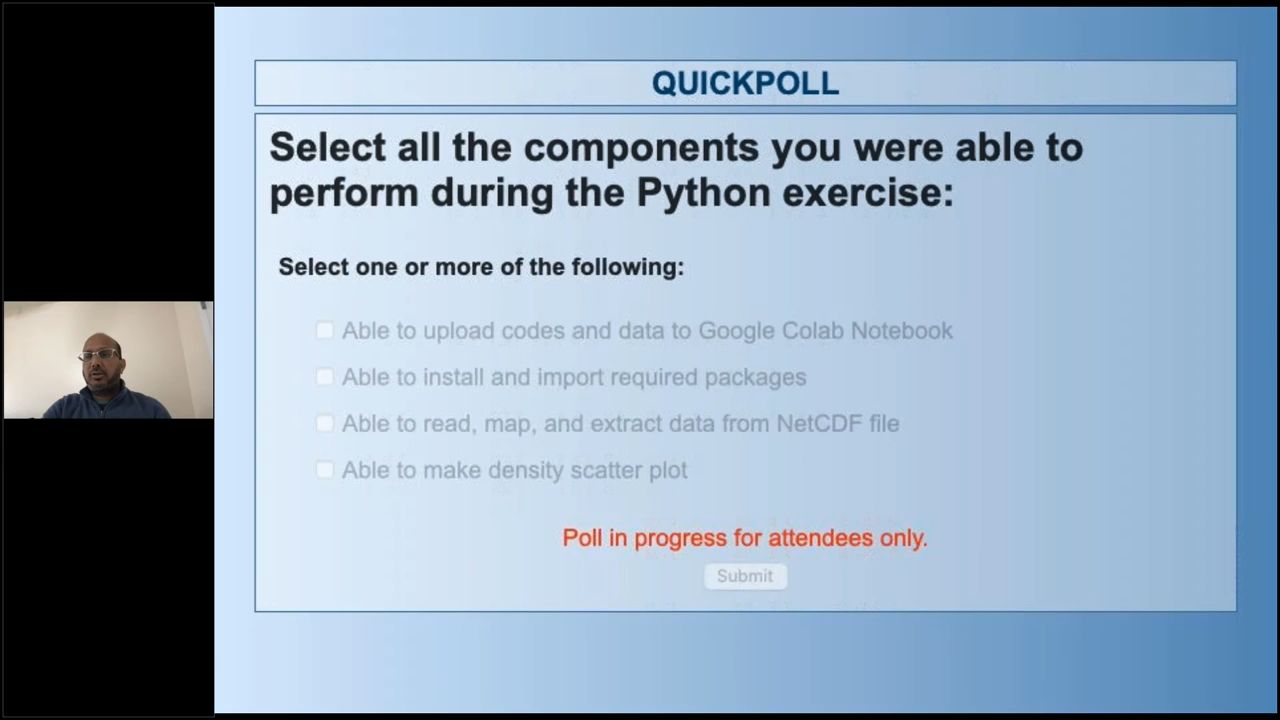 QUICKPOLL
Select all the components you were able to
perform during the Python exercise:
Select one or more of the following:
Able to upload codes and data to Google Colab Notebook
Able to install and import required packages
Able to read, map, and extract data from NetCDF file
Able to make density scatter plot
Poll in progress for attendees only.
Submit